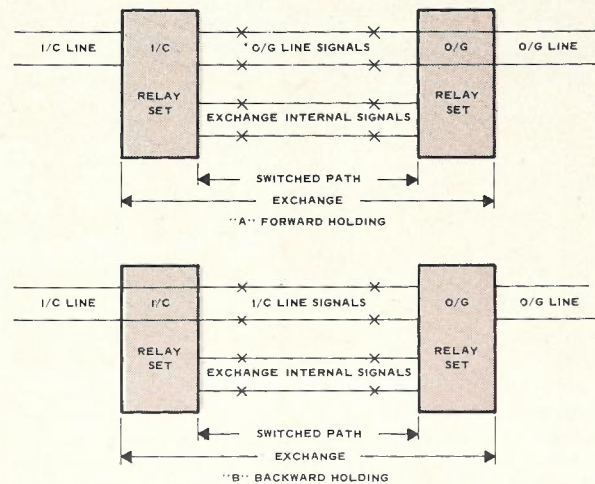 I/C LINE I/C O/G LINE SIGNALS O/G O/G LINE
RELAY SET EXCHANGE INTERNAL SIGNALS RELAY SET
SWITCHED PATH
EXCHANGE
"A" FORWARD HOLDING
I/C LINE I/C I/C LINE SIGNALS O/G O/G LINE
RELAY SET EXCHANGE INTERNAL SIGNALS RELAY SET
SWITCHED PATH
EXCHANGE
"B" BACKWARD HOLDING